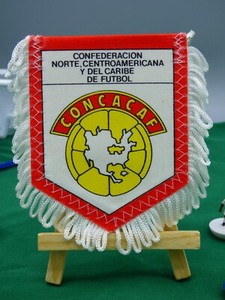 CONFEDERACION
NORTE, CENTROAMERICANA
Y DEL CARIBE
DE FUTBOL
CONCACAF